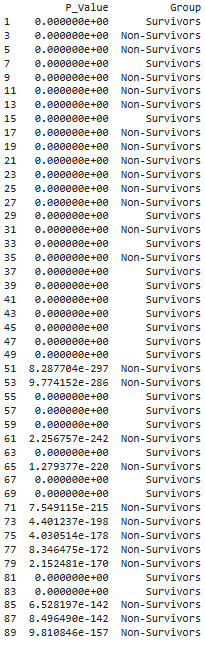 P_Value Group
1 0.000000e+00 Survivors
3 0.000000e+00 Non-Survivors
5 0.000000e+00 Non-Survivors
7 0.000000e+00 Survivors
9 0.000000e+00 Non-Survivors
11 0.000000e+00 Non-Survivors
13 0.000000e+00 Non-Survivors
15 0.000000e+00 Survivors
17 0.000000e+00 Non-Survivors
19 0.000000e+00 Non-Survivors
21 0.000000e+00 Non-Survivors
23 0.000000e+00 Non-Survivors
25 0.000000e+00 Non-Survivors
27 0.000000e+00 Non-Survivors
29 0.000000e+00 Survivors
31 0.000000e+00 Non-Survivors
33 0.000000e+00 Survivors
35 0.000000e+00 Non-Survivors
37 0.000000e+00 Survivors
39 0.000000e+00 Survivors
41 0.000000e+00 Survivors
43 0.000000e+00 Survivors
45 0.000000e+00 Survivors
47 0.000000e+00 Survivors
49 0.000000e+00 Survivors
51 8.287704e-297 Non-Survivors
53 9.774152e-286 Non-Survivors
55 0.000000e+00 Survivors
57 0.000000e+00 Survivors
59 0.000000e+00 Survivors
61 2.256757e-242 Non-Survivors
63 0.000000e+00 Survivors
65 1.279377e-220 Non-Survivors
67 0.000000e+00 Survivors
69 0.000000e+00 Survivors
71 7.549115e-215 Non-Survivors
73 4.401237e-198 Non-Survivors
75 4.030514e-178 Non-Survivors
77 8.346475e-172 Non-Survivors
79 2.152481e-170 Non-Survivors
81 0.000000e+00 Survivors
83 0.000000e+00 Survivors
85 6.528197e-142 Non-Survivors
87 8.496490e-142 Non-Survivors
89 9.810846e-157 Non-Survivors